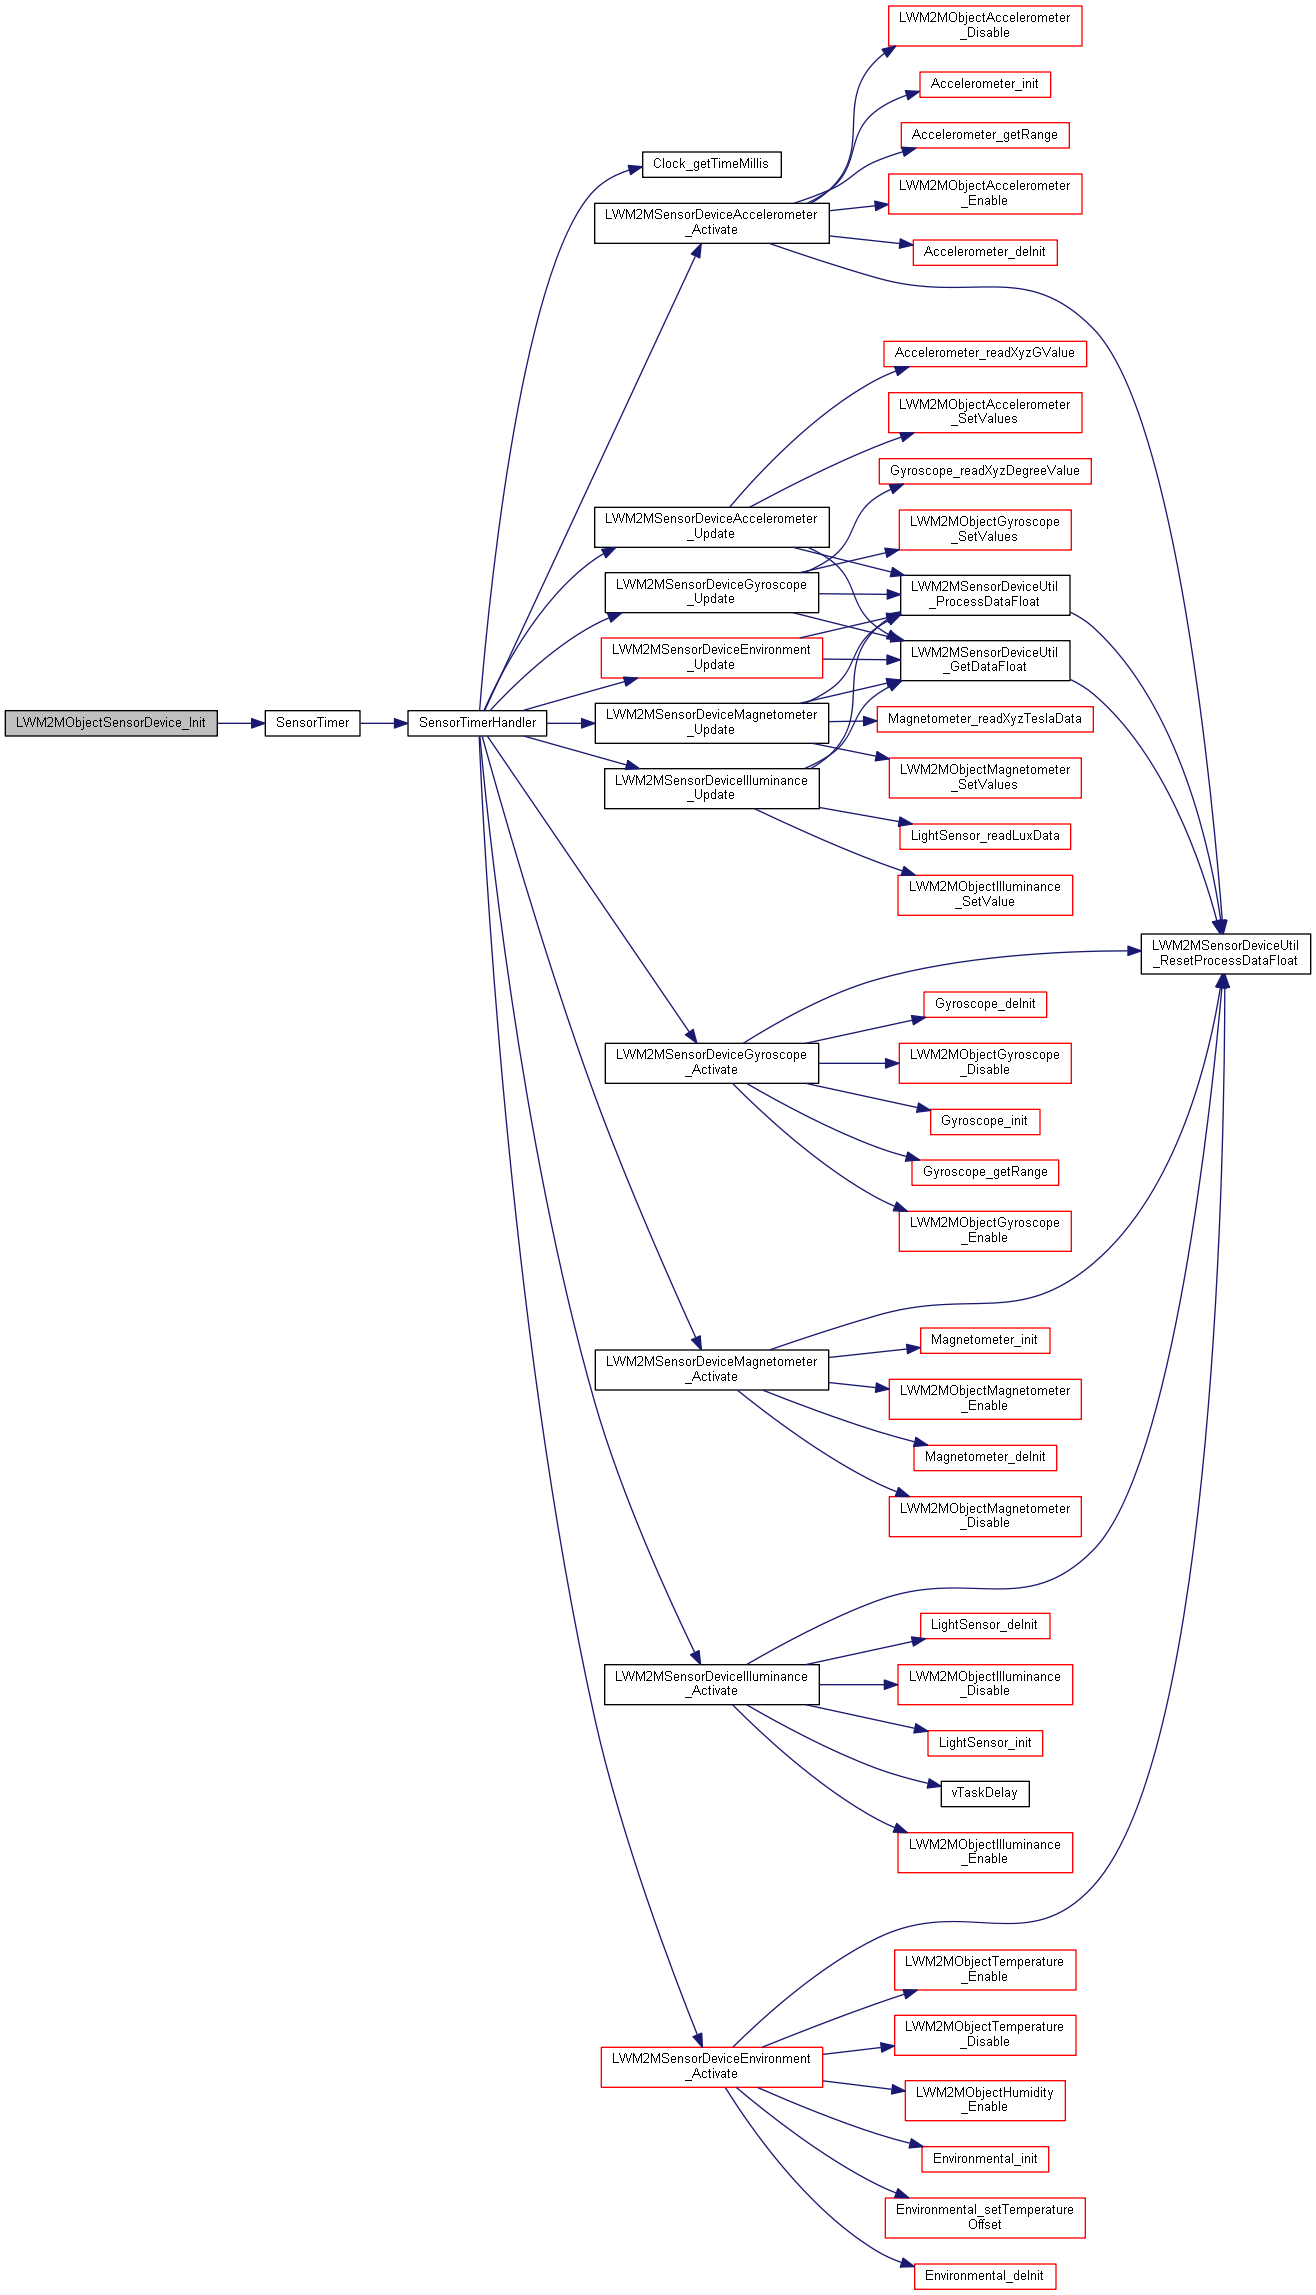 LWM2MObjectAccelerometer
_Disable
Accelerometer_init
Accelerometer_getRange
Clock_getTimeMillis
LWM2MObjectAccelerometer
_Enable
LWM2MSensorDeviceAccelerometer
_Activate
Accelerometer_deInit
Accelerometer_readXyzGValue
LWM2MObjectAccelerometer
_SetValues
Gyroscope_readXyzDegreeValue
LWM2MSensorDeviceAccelerometer
_Update
LWM2MObjectGyroscope
_SetValues
LWM2MSensorDeviceGyroscope
_Update
LWM2MSensorDeviceUtil
_ProcessDataFloat
LWM2MSensorDeviceEnvironment
_Update
LWM2MSensorDeviceUtil
_GetDataFloat
LWM2MObjectSensorDevice_Init
SensorTimer
SensorTimerHandler
LWM2MSensorDeviceMagnetometer
_Update
Magnetometer_readXyzTeslaData
LWM2MObjectMagnetometer
_SetValues
LWM2MSensorDeviceIlluminance
_Update
LightSensor_readLuxData
LWM2MObjectIlluminance
_SetValue
LWM2MSensorDeviceUtil
_ResetProcessDataFloat
Gyroscope_deInit
LWM2MSensorDeviceGyroscope
_Activate
LWM2MObjectGyroscope
_Disable
Gyroscope_init
Gyroscope_getRange
LWM2MObjectGyroscope
_Enable
Magnetometer_init
LWM2MSensorDeviceMagnetometer
_Activate
LWM2MObjectMagnetometer
_Enable
Magnetometer_deInit
LWM2MObjectMagnetometer
_Disable
LightSensor_deInit
LWM2MSensorDeviceIlluminance
_Activate
LWM2MObjectIlluminance
_Disable
LightSensor_init
vTaskDelay
LWM2MObjectIlluminance
_Enable
LWM2MObjectTemperature
_Enable
LWM2MObjectTemperature
_Disable
LWM2MSensorDeviceEnvironment
_Activate
LWM2MObjectHumidity
_Enable
Environmental_init
Environmental_setTemperature
Offset
Environmental_deInit